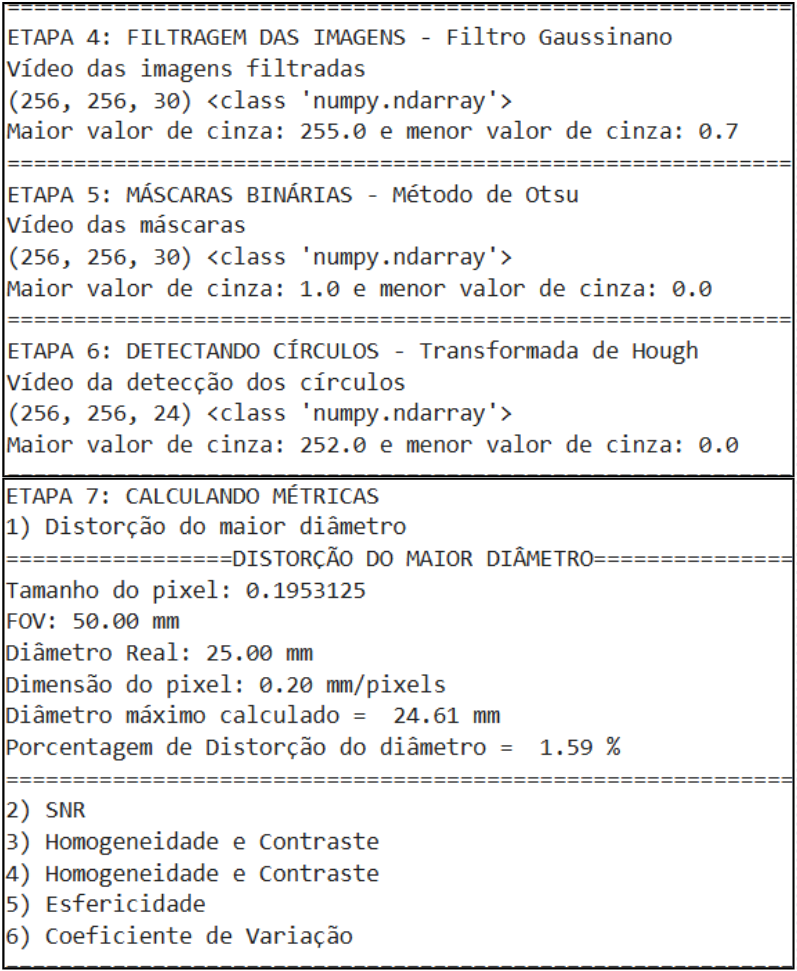 ============================================================
ETAPA 4: FILTRAGEM DAS IMAGENS - Filtro Gaussinano
Vídeo das imagens filtradas
(256, 256, 30) <class 'numpy.ndarray'>
Maior valor de cinza: 255.0 e menor valor de cinza: 0.7
============================================================
ETAPA 5: MÁSCARAS BINÁRIAS - Método de Otsu
Vídeo das máscaras
(256, 256, 30) <class 'numpy.ndarray'>
Maior valor de cinza: 1.0 e menor valor de cinza: 0.0
============================================================
ETAPA 6: DETECTANDO CÍRCULOS - Transformada de Hough
Vídeo da detecção dos círculos
(256, 256, 24) <class 'numpy.ndarray'>
Maior valor de cinza: 252.0 e menor valor de cinza: 0.0
============================================================
ETAPA 7: CALCULANDO MÉTRICAS
1) Distorção do maior diâmetro
=================DISTORÇÃO DO MAIOR DIÂMETRO===============
Tamanho do pixel: 0.1953125
FOV: 50.00 mm
Diâmetro Real: 25.00 mm
Dimensão do pixel: 0.20 mm/pixels
Diâmetro máximo calculado =  24.61 mm
Porcentagem de Distorção do diâmetro =  1.59 %
============================================================
2) SNR
3) Homogeneidade e Contraste
4) Homogeneidade e Contraste
5) Esfericidade
6) Coeficiente de Variação
============================================================